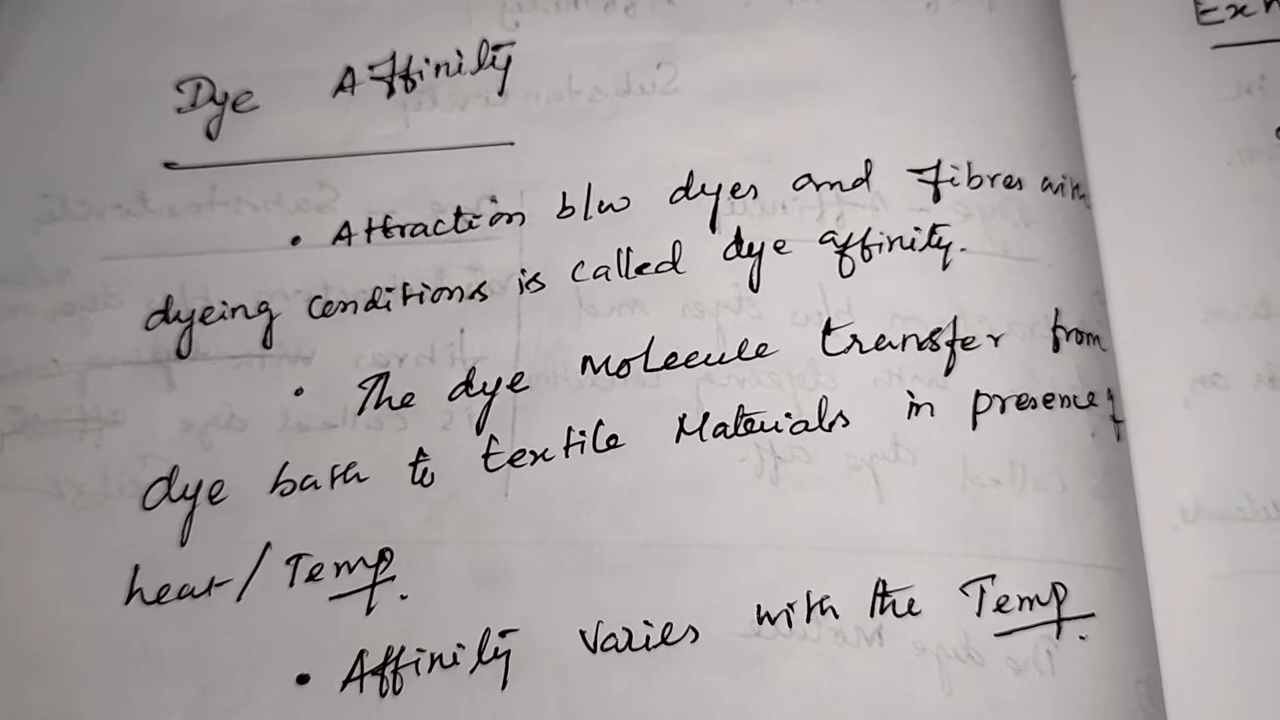 Dye Affinity
• Attraction b/w dyes and fibres with
dyeing conditions is called dye affinity.
• The dye molecule transfer from
dye bath to textile Materials in presence of
heat/Temp.
• Affinity varies with the Temp.